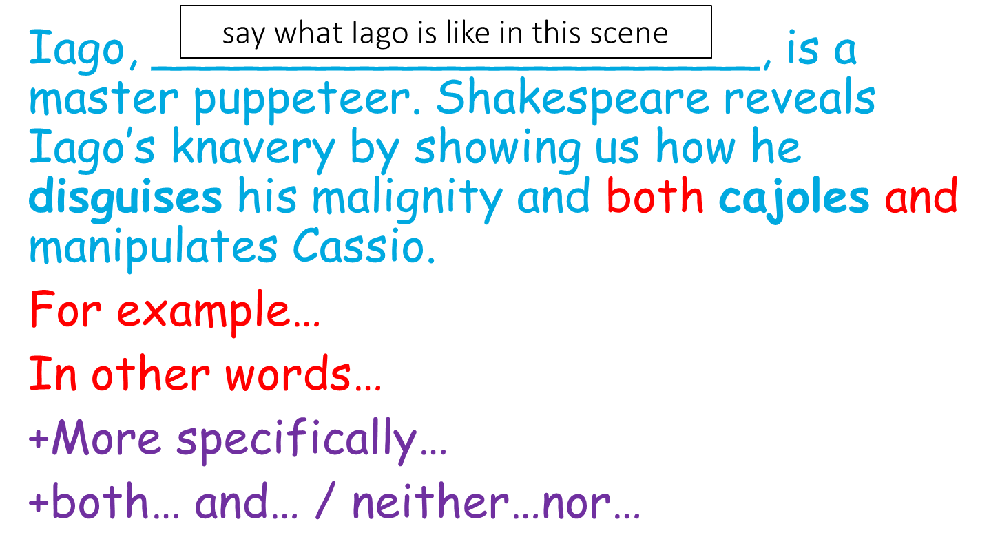 say what Iago is like in this scene
Iago, ______________________________, is a
master puppeteer. Shakespeare reveals
Iago’s knavery by showing us how he
disguises his malignity and both cajoles and
manipulates Cassio.
For example…
In other words…
+More specifically…
+both… and… / neither…nor…